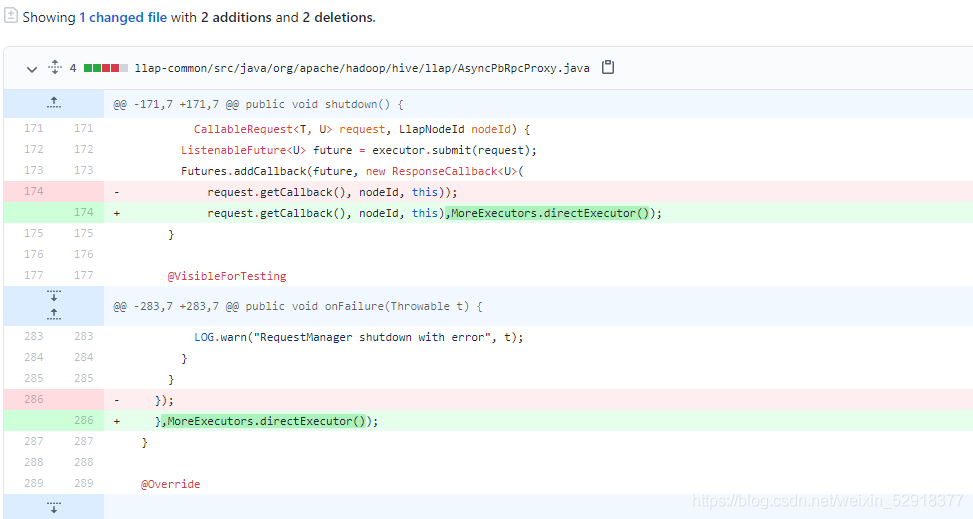 Showing 1 changed file with 2 additions and 2 deletions.
4 llap-common/src/java/org/apache/hadoop/hive/llap/AsyncPbRpcProxy.java
@@ -171,7 +171,7 @@ public void shutdown() {
171 171 CallableRequest<T, U> request, LlapNodeId nodeId) {
172 172 ListenableFuture<U> future = executor.submit(request);
173 173 Futures.addCallback(future, new ResponseCallback<U>(
174 - request.getCallback(), nodeId, this));
174 + request.getCallback(), nodeId, this),MoreExecutors.directExecutor());
175 175 }
176 176
177 177 @VisibleForTesting
@@ -283,7 +283,7 @@ public void onFailure(Throwable t) {
283 283 LOG.warn("RequestManager shutdown with error", t);
284 284 }
285 285 }
286 - });
286 + },MoreExecutors.directExecutor());
287 287 }
288 288
289 289 @Override
https://blog.csdn.net/weixin_52918377